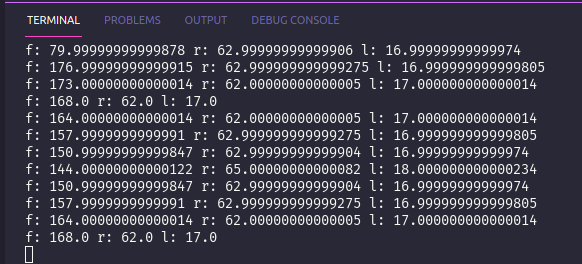 TERMINAL PROBLEMS OUTPUT DEBUG CONSOLE
f: 79.99999999999878 r: 62.99999999999906 l: 16.99999999999974
f: 176.99999999999915 r: 62.999999999999275 l: 16.999999999999805
f: 173.00000000000014 r: 62.00000000000005 l: 17.000000000000014
f: 168.0 r: 62.0 l: 17.0
f: 164.00000000000014 r: 62.00000000000005 l: 17.000000000000014
f: 157.9999999999991 r: 62.999999999999275 l: 16.999999999999805
f: 150.99999999999847 r: 62.99999999999904 l: 16.99999999999974
f: 144.00000000000122 r: 65.00000000000082 l: 18.000000000000234
f: 150.99999999999847 r: 62.99999999999904 l: 16.99999999999974
f: 157.9999999999991 r: 62.999999999999275 l: 16.999999999999805
f: 164.00000000000014 r: 62.00000000000005 l: 17.000000000000014
f: 168.0 r: 62.0 l: 17.0